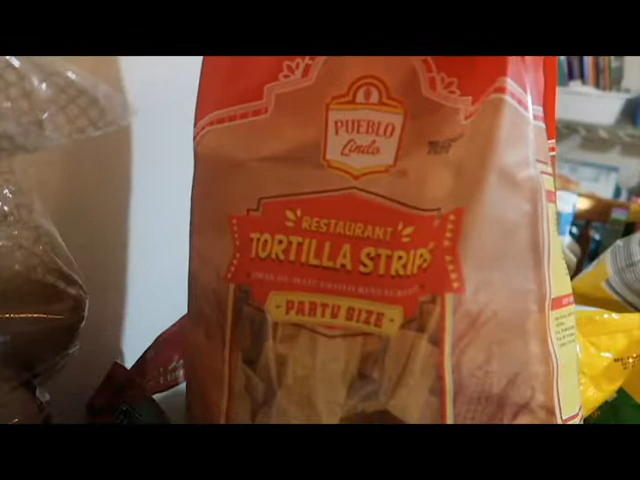 PUEBLO
Lindo
RESTAURANT
TORTILLA STRIPS
PARTY SIZE